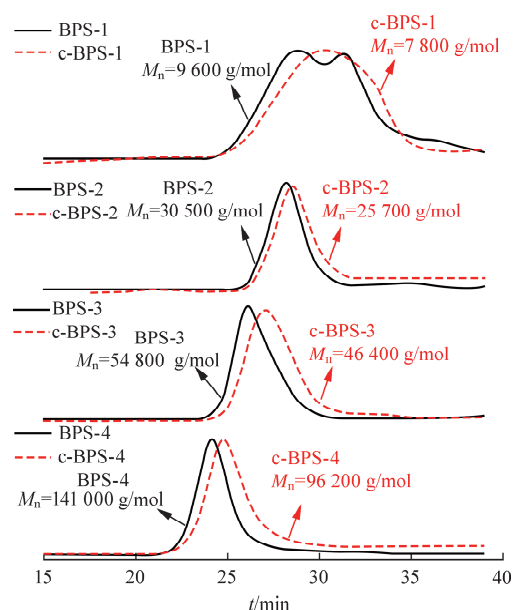 BPS-1
c-BPS-1
BPS-1
Mn=9 600 g/mol
c-BPS-1
Mn=7 800 g/mol
BPS-2
c-BPS-2
BPS-2
Mn=30 500 g/mol
c-BPS-2
Mn=25 700 g/mol
BPS-3
c-BPS-3
BPS-3
Mn=54 800 g/mol
c-BPS-3
Mn=46 400 g/mol
BPS-4
c-BPS-4
BPS-4
Mn=141 000 g/mol
c-BPS-4
Mn=96 200 g/mol
15 20 25 30 35 40
t/min